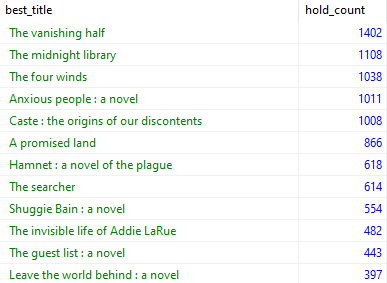 best_title hold_count
The vanishing half 1402
The midnight library 1108
The four winds 1038
Anxious people : a novel 1011
Caste : the origins of our discontents 1008
A promised land 866
Hamnet : a novel of the plague 618
The searcher 614
Shuggie Bain : a novel 554
The invisible life of Addie LaRue 482
The guest list : a novel 443
Leave the world behind : a novel 397